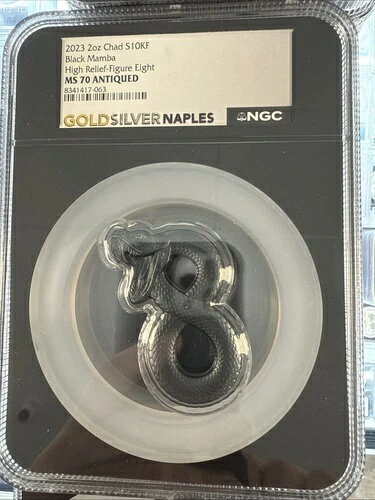 2023 2oz Chad S10KF
Black Mamba
High Relief-Figure Eight
MS 70 ANTIQUED
8341417-063
GOLDSILVERNAPLES
NGC